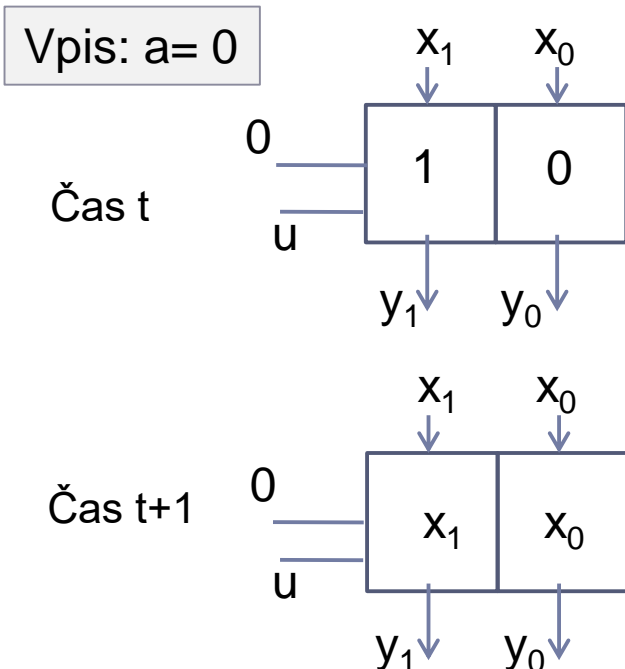 Vpis: a= 0
x₁ x₀
0
1 0
Čas t
u
y₁ y₀
x₁ x₀
0
Čas t+1
x₁ x₀
u
y₁ y₀